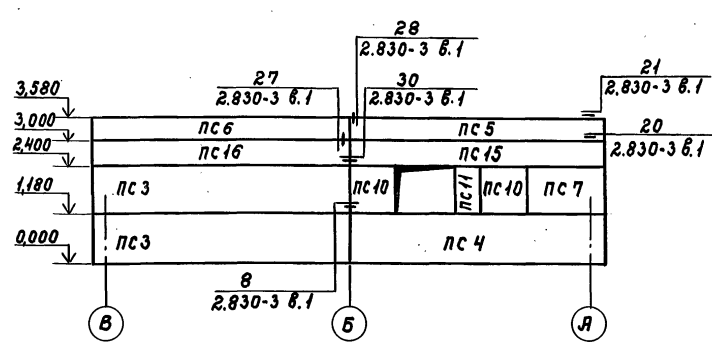 28
2.830-3 в.1
27
2.830-3 в.1
30
2.830-3 в.1
21
2.830-3 в.1
20
2.830-3 в.1
3,580
3,000
2,400
1,180
0,000
ПС 6
ПС 5
ПС 16
ПС 15
ПС 3
ПС 10
ПС 11
ПС 10
ПС 7
ПС 3
ПС 4
8
2.830-3 в.1
В
Б
А